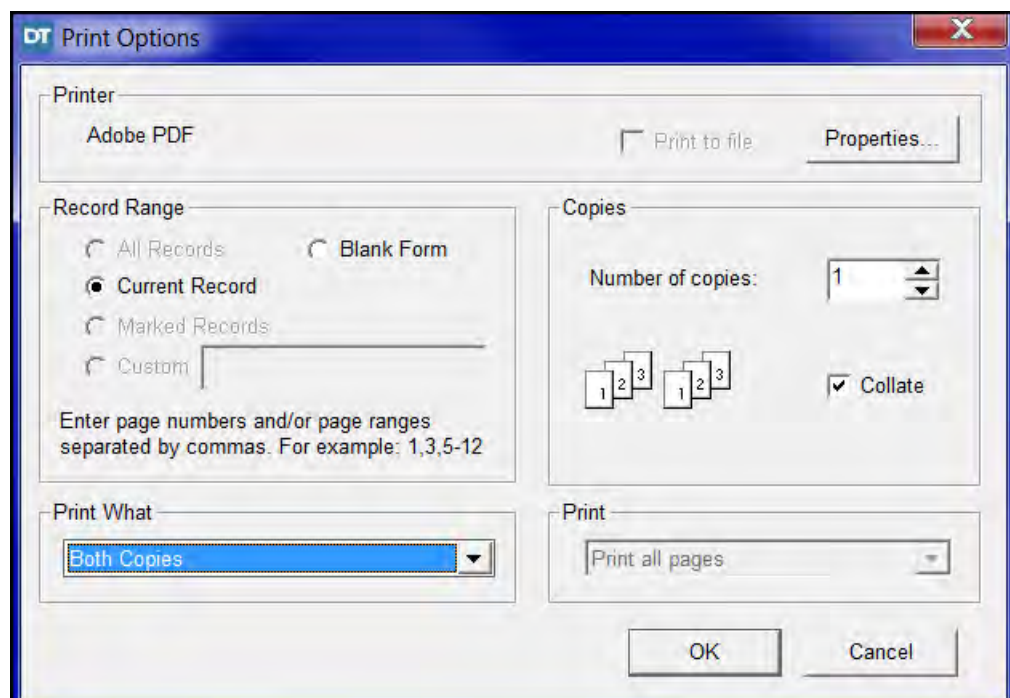 DT Print Options
Printer
Adobe PDF
Print to file
Properties...
Record Range
All Records
Blank Form
Current Record
Marked Records
Custom
Enter page numbers and/or page ranges
separated by commas. For example: 1,3,5-12
Copies
Number of copies:
1
1 2 3 1 2 3
Collate
Print What
Both Copies
Print
Print all pages
OK
Cancel